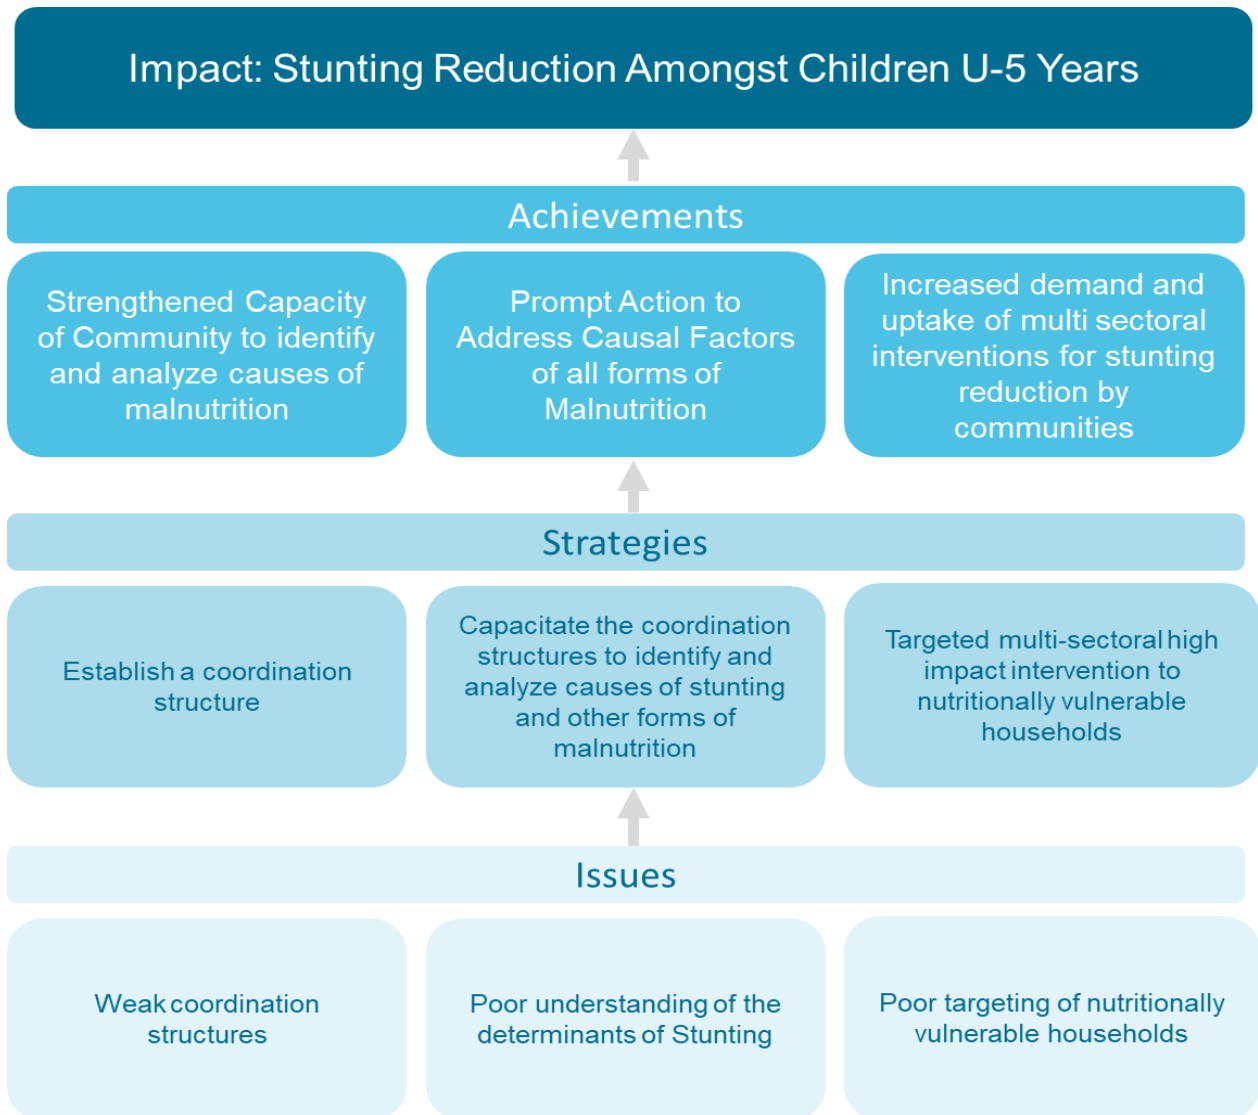 Impact: Stunting Reduction Amongst Children U-5 Years
Achievements
Strengthened Capacity
of Community to identify
and analyze causes of
malnutrition
Prompt Action to
Address Causal Factors
of all forms of
Malnutrition
Increased demand and
uptake of multi sectoral
interventions for stunting
reduction by
communities
Strategies
Establish a coordination
structure
Capacitate the coordination
structures to identify and
analyze causes of stunting
and other forms of
malnutrition
Targeted multi-sectoral high
impact intervention to
nutritionally vulnerable
households
Issues
Weak coordination
structures
Poor understanding of the
determinants of Stunting
Poor targeting of nutritionally
vulnerable households